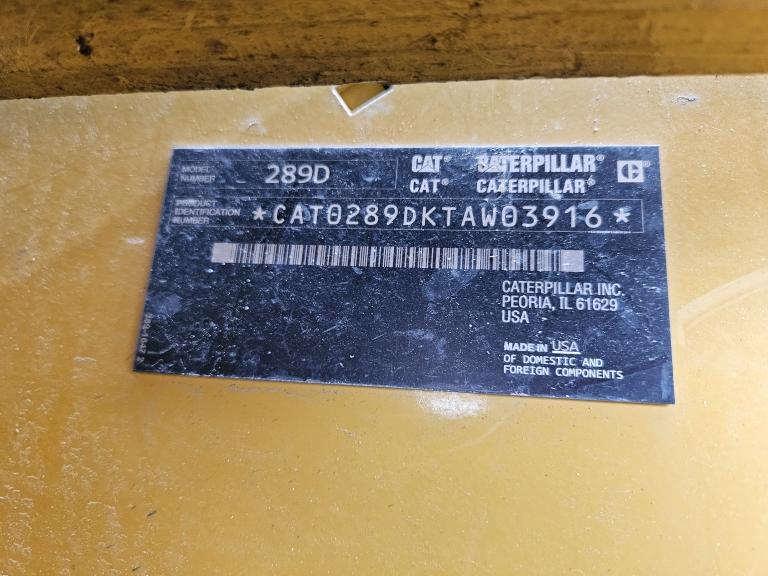 MODEL NUMBER 289D
CAT® CATERPILLAR®
CAT® CATERPILLAR®
PRODUCT IDENTIFICATION NUMBER *CAT0289DKTAW03916*
CATERPILLAR INC.
PEORIA, IL 61629
USA
MADE IN USA
OF DOMESTIC AND
FOREIGN COMPONENTS